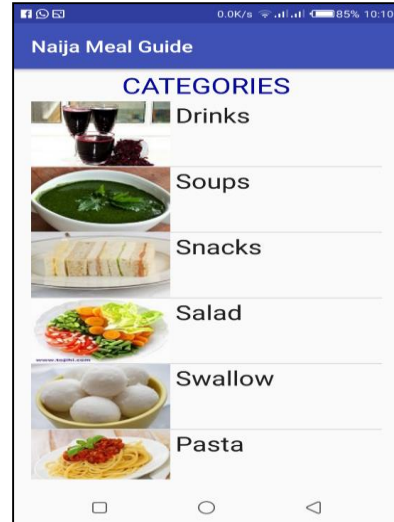 0.0K/s 85% 10:10
Naija Meal Guide
CATEGORIES
Drinks
Soups
Snacks
Salad
Swallow
Pasta